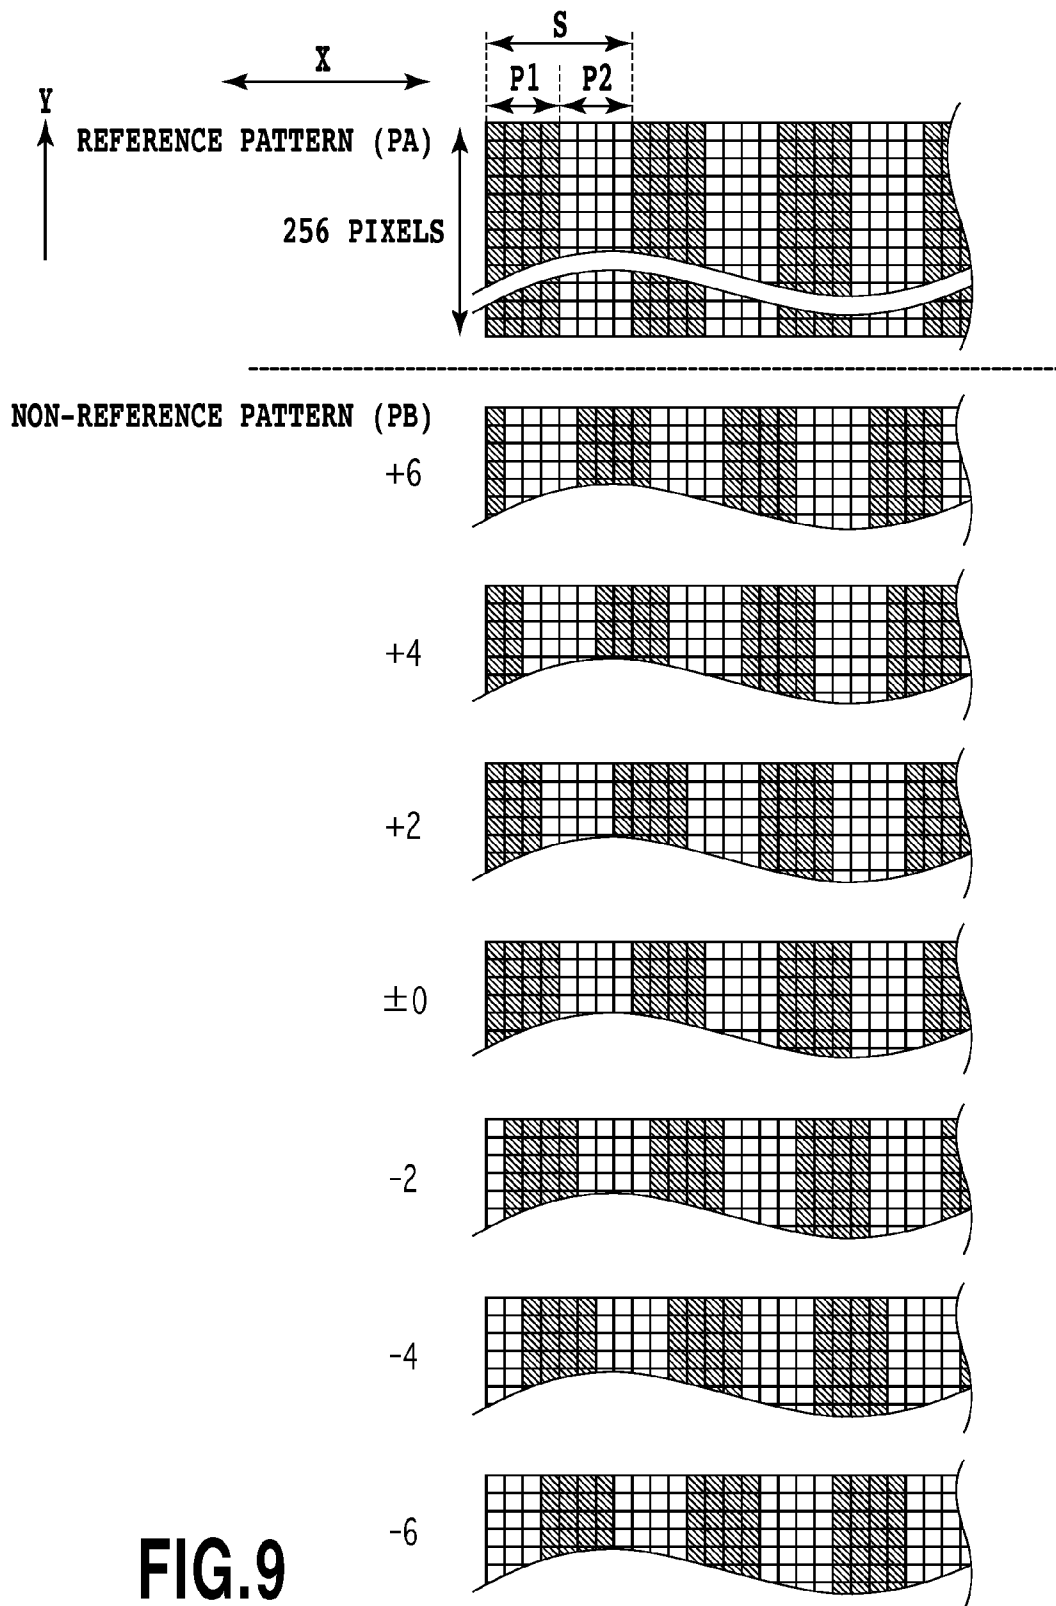 S
X
P1 P2
Y
REFERENCE PATTERN (PA)
256 PIXELS
NON-REFERENCE PATTERN (PB)
+6
+4
+2
±0
-2
-4
-6
FIG.9